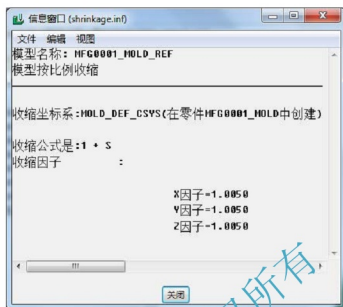 信息窗口 (shrinkage.inf)
文件 编辑 视图
模型名称: MFG0001_MOLD_REF
模型按比例收缩
收缩坐标系:MOLD_DEF_CSYS(在零件MFG0001_MOLD中创建)
收缩公式是:1 + S
收缩因子 :
X因子=1.0050
Y因子=1.0050
Z因子=1.0050
关闭
所有